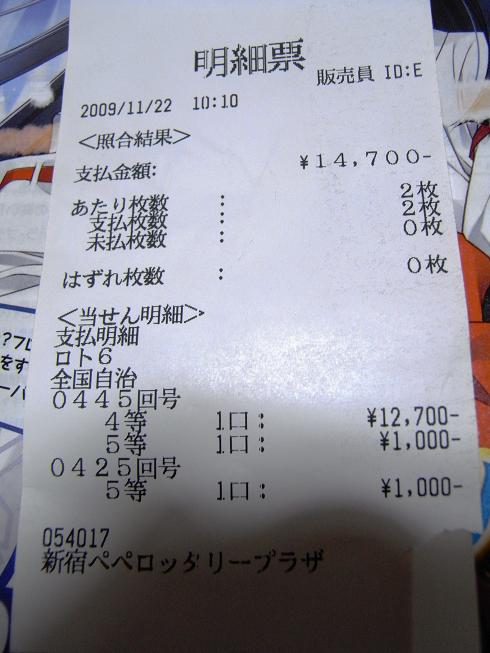 明細票
販売員 ID:E
2009/11/22 10:10
<照合結果>
支払金額: ¥14,700-
あたり枚数 : 2枚
支払枚数 : 2枚
未払枚数 : 0枚
はずれ枚数 : 0枚
<当せん明細>
支払明細
ロト6
全国自治
0445回号
4等 1口: ¥12,700-
5等 1口: ¥1,000-
0425回号
5等 1口: ¥1,000-
054017
新宿ペペロッタリープラザ